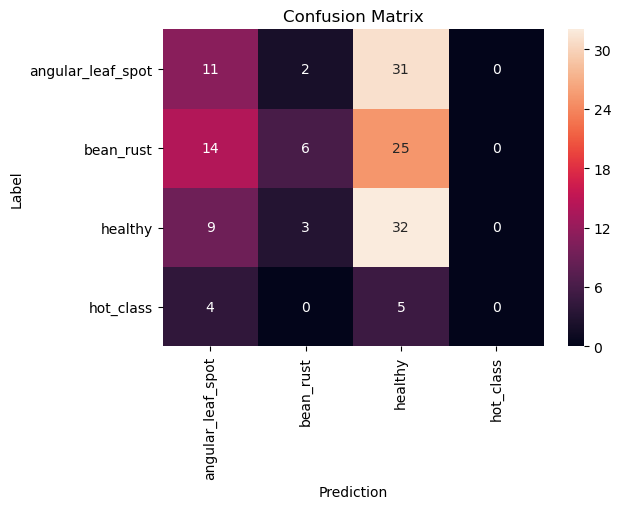 Confusion Matrix
Label
angular_leaf_spot 11 2 31 0
bean_rust 14 6 25 0
healthy 9 3 32 0
hot_class 4 0 5 0
angular_leaf_spot bean_rust healthy hot_class
Prediction
30
24
18
12
6
0